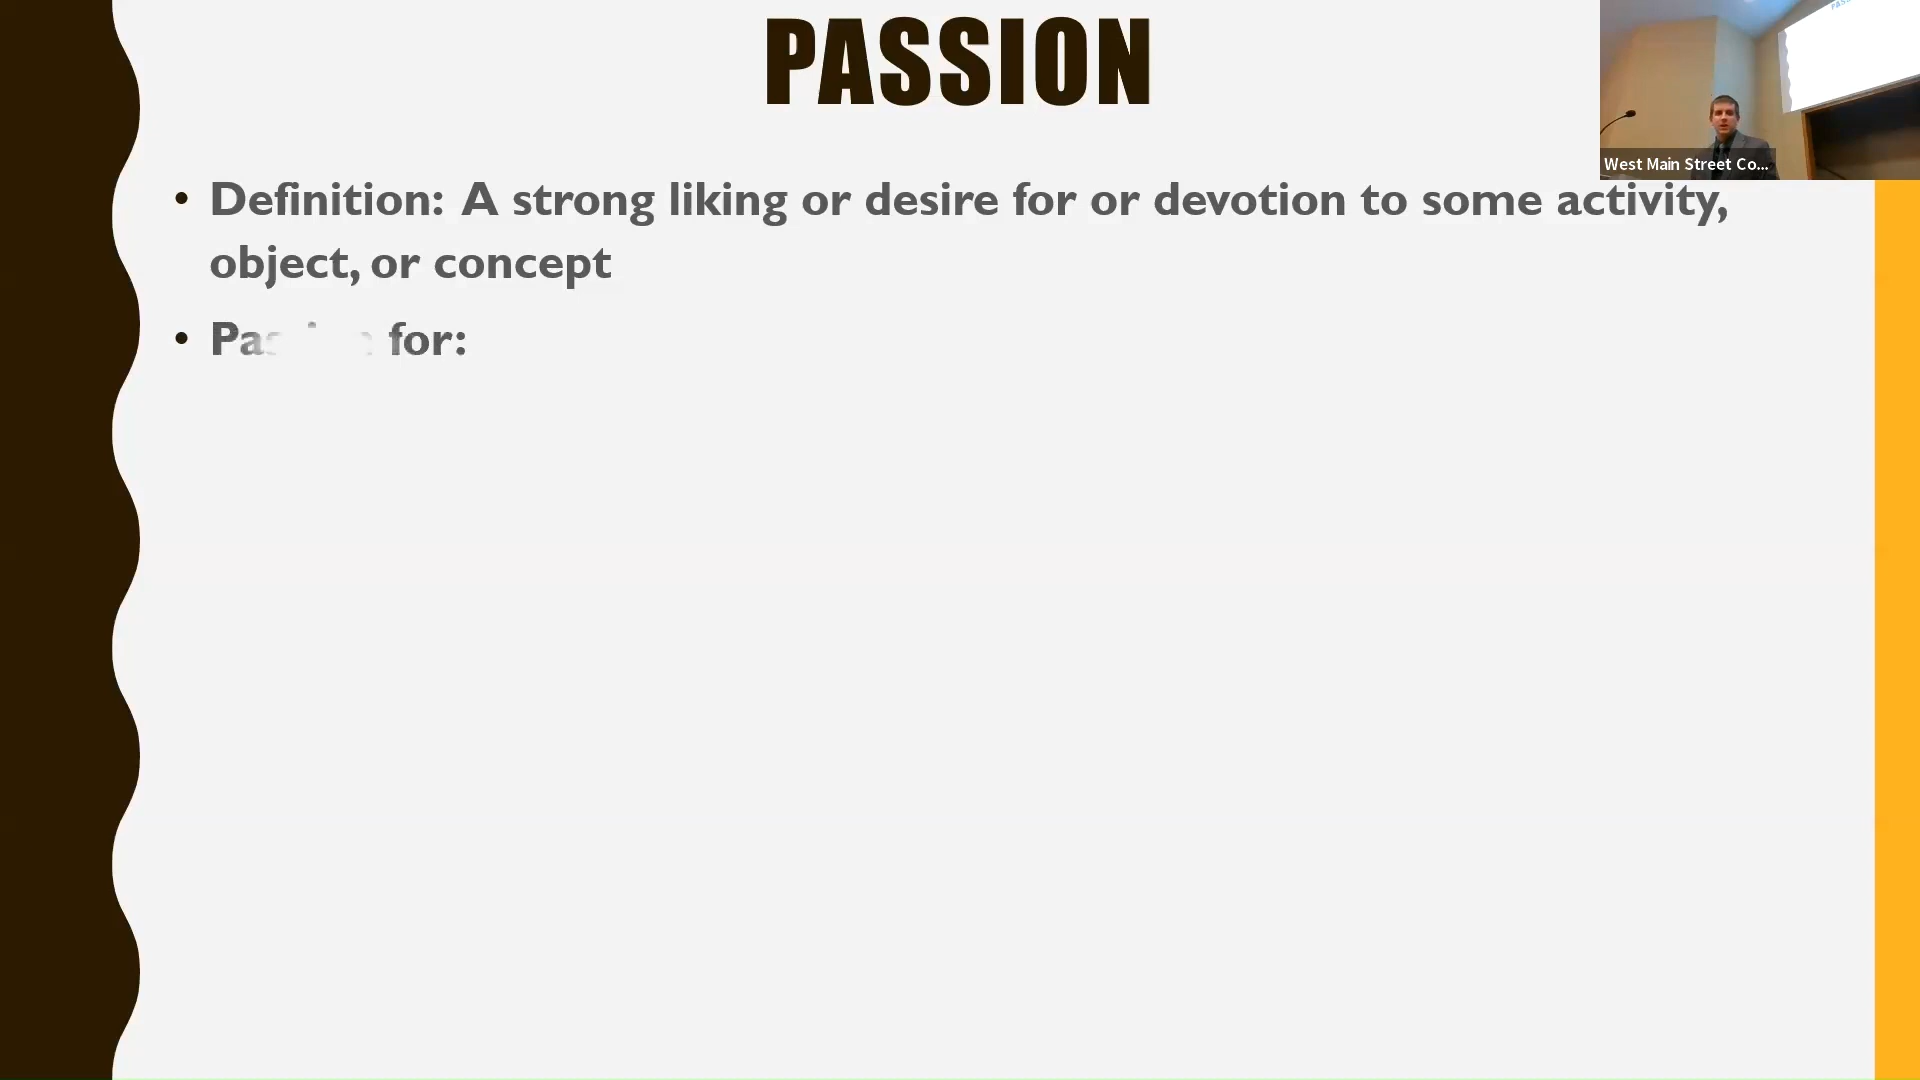 PASSION
West Main Street Co...
• Definition: A strong liking or desire for or devotion to some activity,
object, or concept
• for: